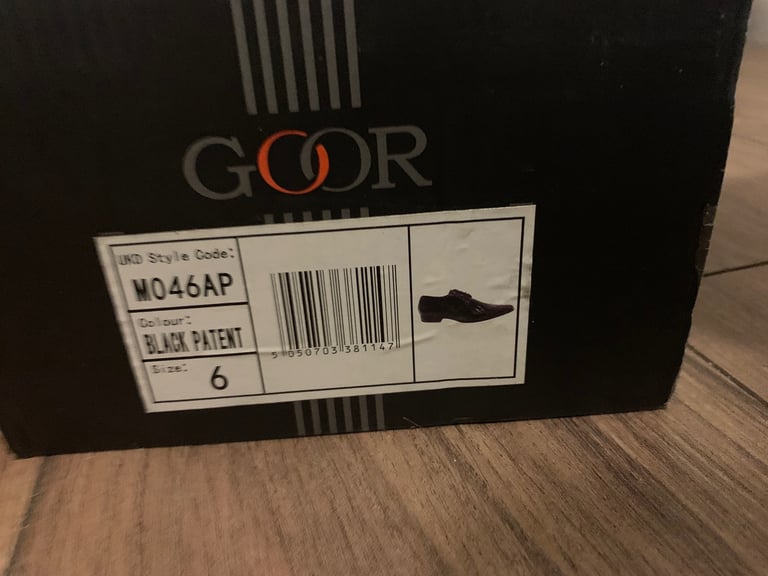 GOOR
UKD Style Code:
M046AP
Colour:
BLACK PATENT
Size:
6
5 050703 381147